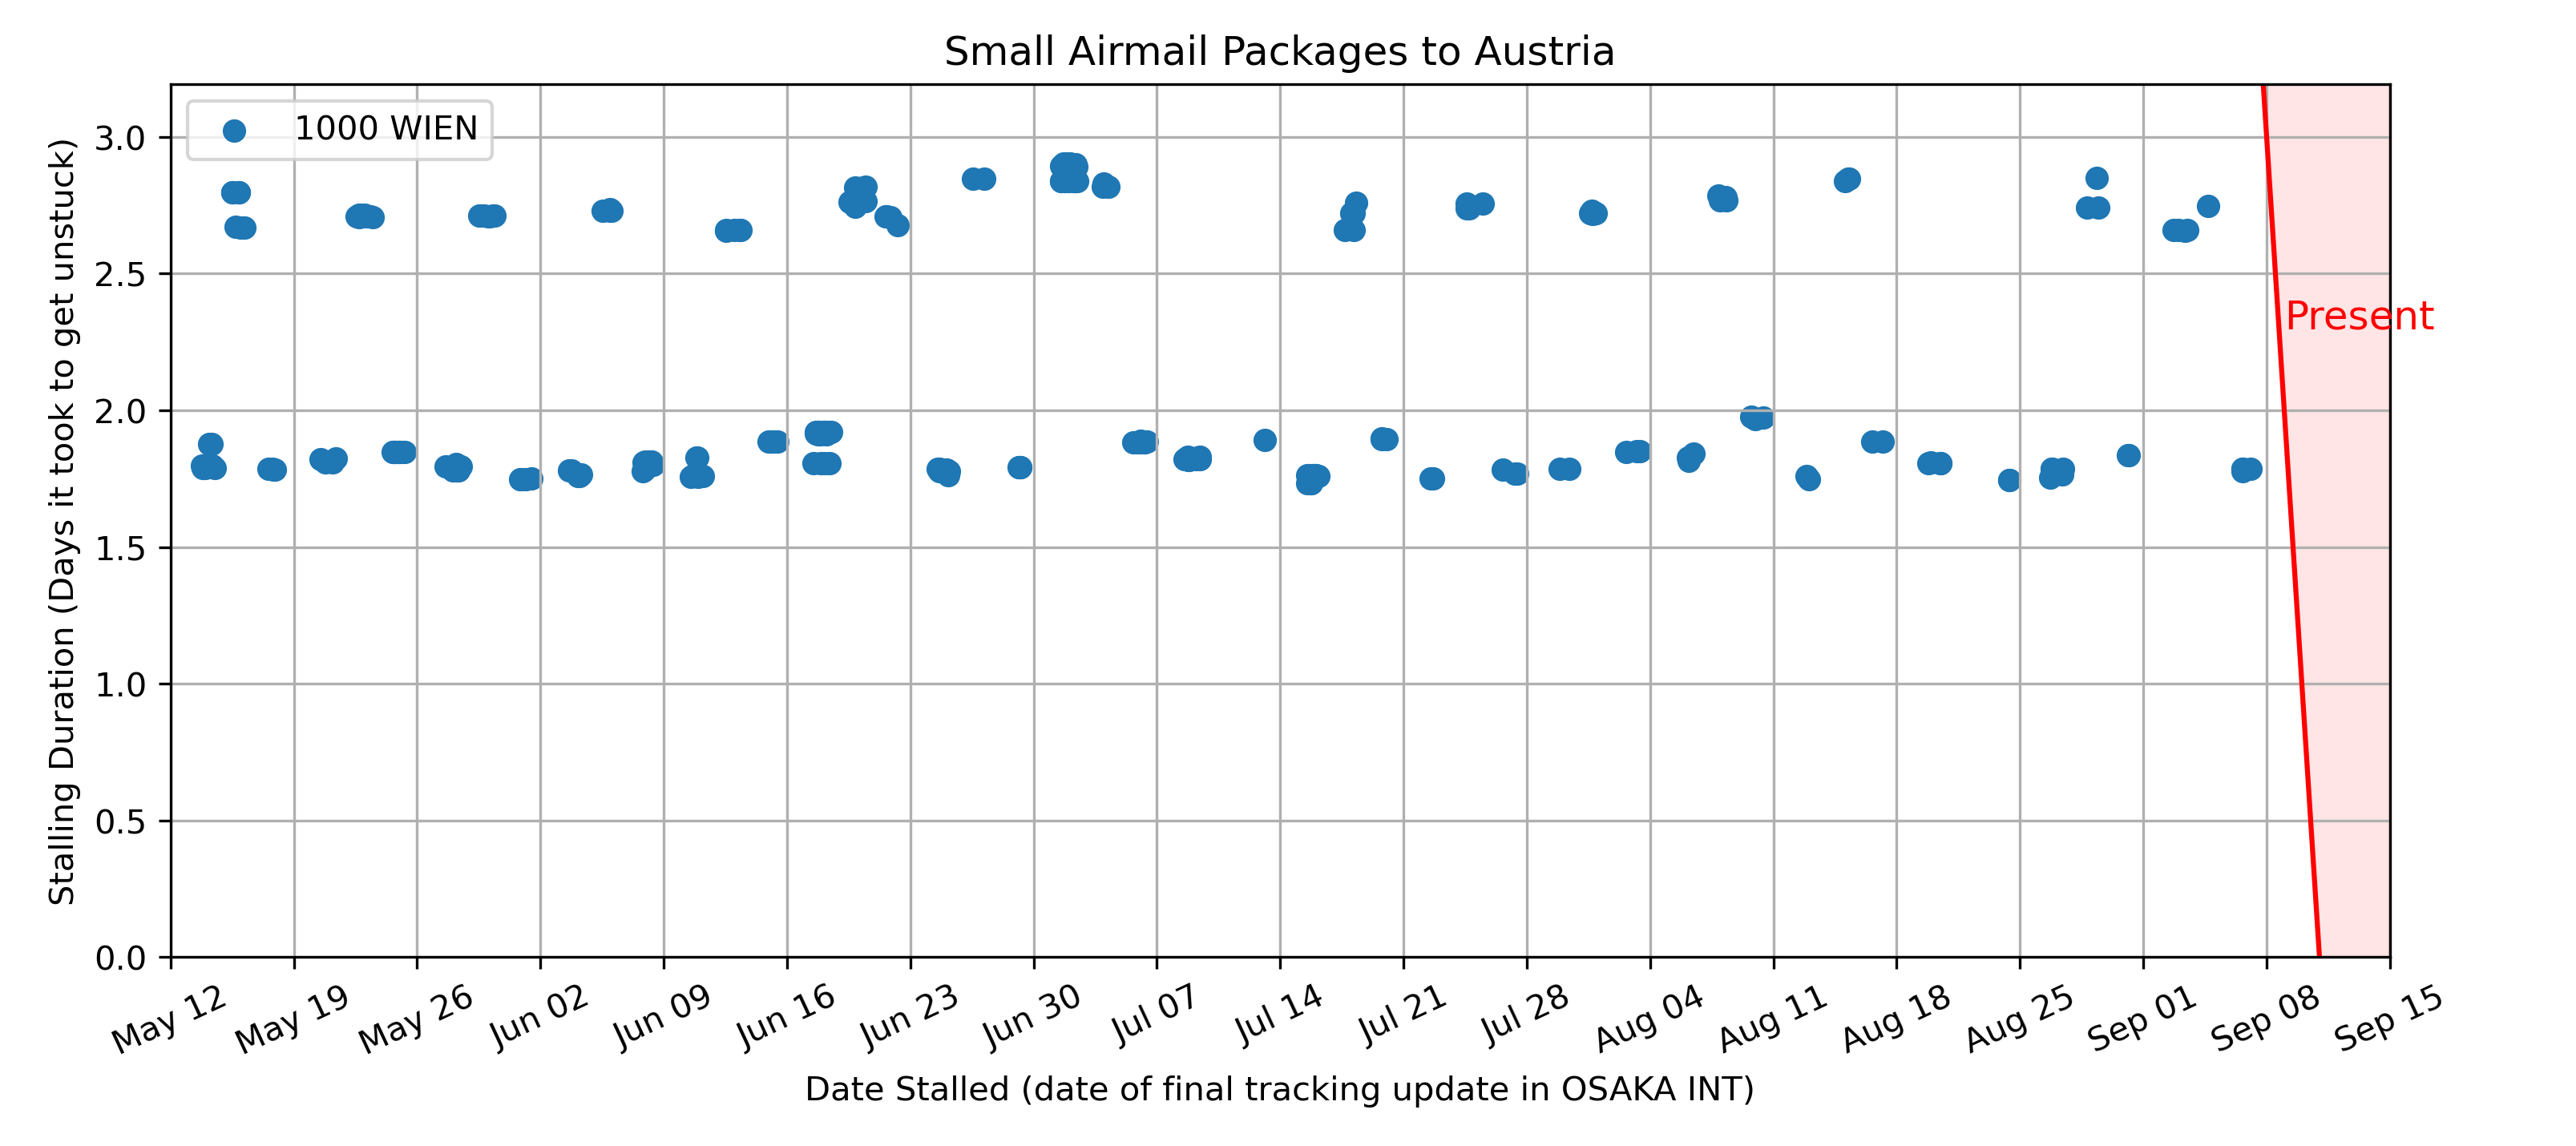 Small Airmail Packages to Austria
1000 WIEN
Stalling Duration (Days it took to get unstuck)
3.0
2.5
2.0
1.5
1.0
0.5
0.0
Present
May 12
May 19
May 26
Jun 02
Jun 09
Jun 16
Jun 23
Jun 30
Jul 07
Jul 14
Jul 21
Jul 28
Aug 04
Aug 11
Aug 18
Aug 25
Sep 01
Sep 08
Sep 15
Date Stalled (date of final tracking update in OSAKA INT)